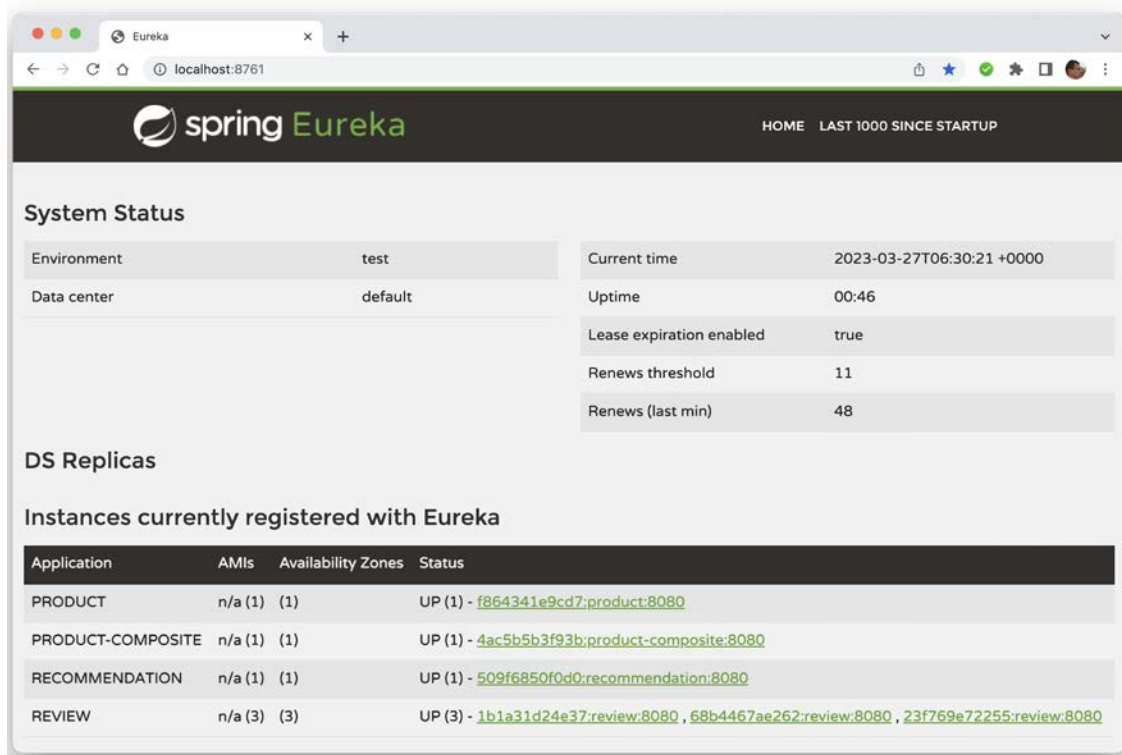 Eureka
localhost:8761
spring Eureka
HOME LAST 1000 SINCE STARTUP
System Status
Environment test
Data center default
Current time 2023-03-27T06:30:21 +0000
Uptime 00:46
Lease expiration enabled true
Renews threshold 11
Renews (last min) 48
DS Replicas
Instances currently registered with Eureka
Application AMIs Availability Zones Status
PRODUCT n/a (1) (1) UP (1) - f864341e9cd7:product:8080
PRODUCT-COMPOSITE n/a (1) (1) UP (1) - 4ac5b5b3f93b:product-composite:8080
RECOMMENDATION n/a (1) (1) UP (1) - 509f6850f0d0:recommendation:8080
REVIEW n/a (3) (3) UP (3) - 1b1a31d24e37:review:8080 , 68b4467ae262:review:8080 , 23f769e72255:review:8080